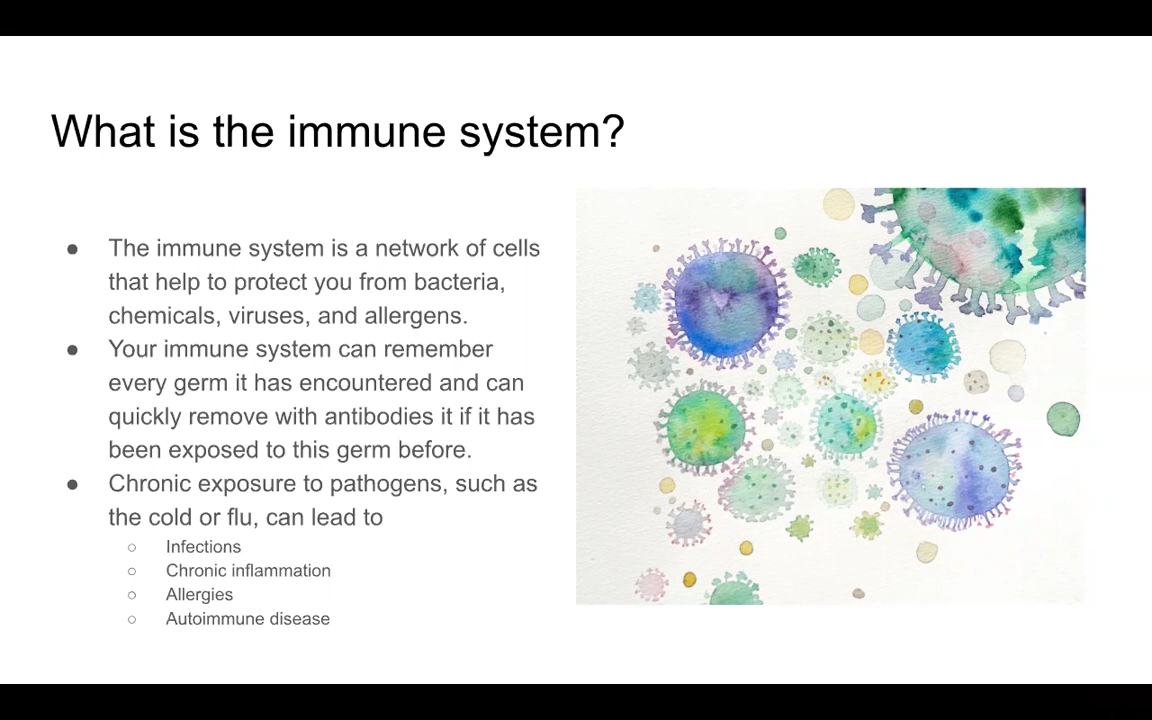 What is the immune system?
● The immune system is a network of cells
that help to protect you from bacteria,
chemicals, viruses, and allergens.
● Your immune system can remember
every germ it has encountered and can
quickly remove with antibodies it if it has
been exposed to this germ before.
● Chronic exposure to pathogens, such as
the cold or flu, can lead to
○ Infections
○ Chronic inflammation
○ Allergies
○ Autoimmune disease